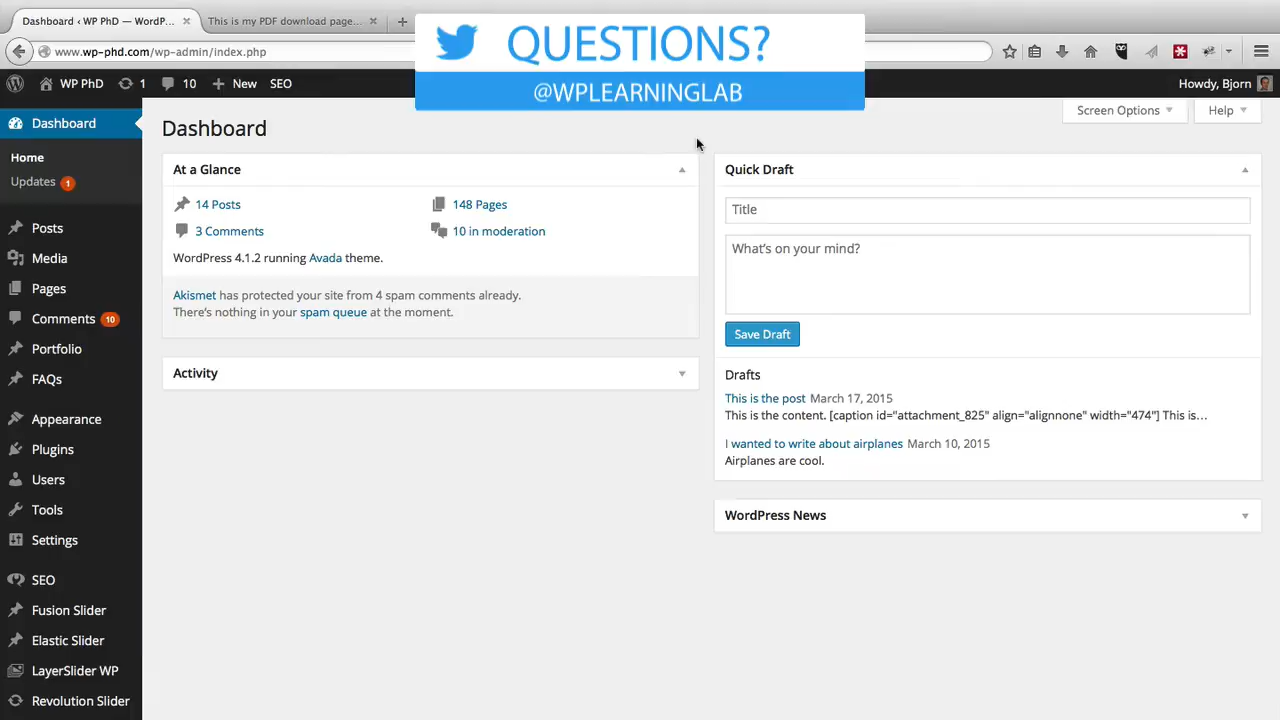 Dashboard ‹ WP PhD — WordP...
This is my PDF download page...
www.wp-phd.com/wp-admin/index.php
QUESTIONS?
@WPLEARNINGLAB
WP PhD
1
10
New
SEO
Howdy, Bjorn
Screen Options
Help
Dashboard
Home
Updates 1
Posts
Media
Pages
Comments 10
Portfolio
FAQs
Appearance
Plugins
Users
Tools
Settings
SEO
Fusion Slider
Elastic Slider
LayerSlider WP
Revolution Slider
Dashboard
At a Glance
14 Posts
148 Pages
3 Comments
10 in moderation
WordPress 4.1.2 running Avada theme.
Akismet has protected your site from 4 spam comments already.
There's nothing in your spam queue at the moment.
Activity
Quick Draft
Title
What's on your mind?
Save Draft
Drafts
This is the post March 17, 2015
This is the content. [caption id="attachment_825" align="alignnone" width="474"] This is…
I wanted to write about airplanes March 10, 2015
Airplanes are cool.
WordPress News